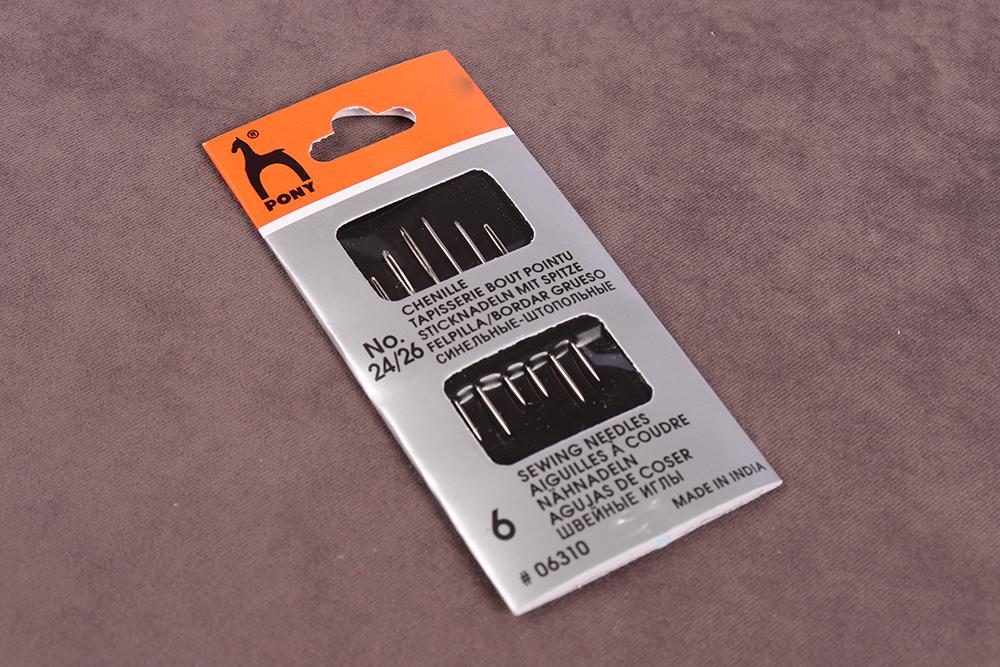 ®
PONY
CHENILLE
TAPISSERIE BOUT POINTU
STICKNADELN MIT SPITZE
FELPILLA/BORDAR GRUESO
СИНЕЛЬНЫЕ-ШТОПОЛЬНЫЕ
No.
24/26
SEWING NEEDLES
AIGUILLES À COUDRE
NÄHNADELN
AGUJAS DE COSER
ШВЕЙНЫЕ ИГЛЫ
6
MADE IN INDIA
# 06310